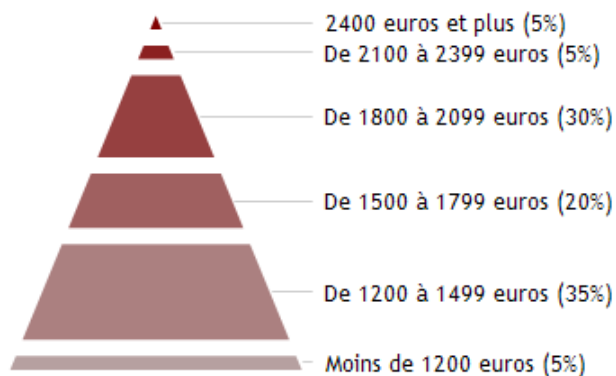 2400 euros et plus (5%)
De 2100 à 2399 euros (5%)
De 1800 à 2099 euros (30%)
De 1500 à 1799 euros (20%)
De 1200 à 1499 euros (35%)
Moins de 1200 euros (5%)